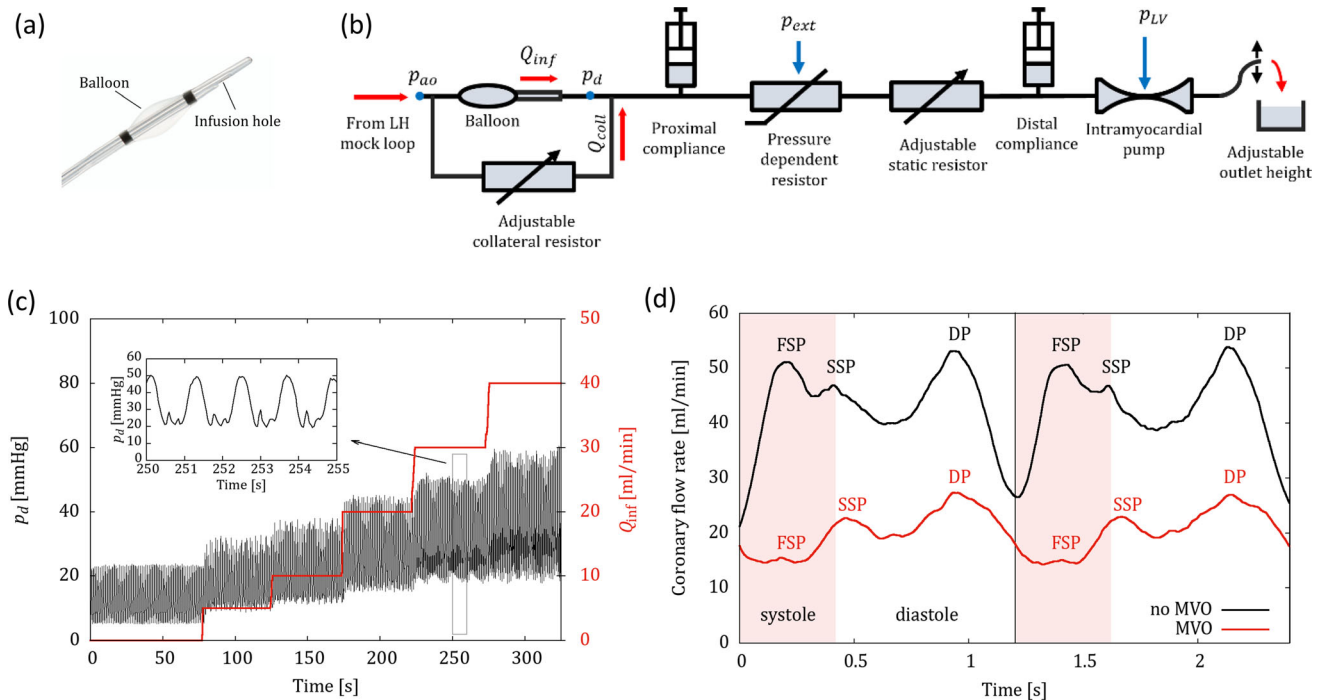 (a)
Balloon
Infusion hole
(b)
p_ao
Q_inf
p_d
p_ext
p_LV
From LH
mock loop
Balloon
Q_coll
Adjustable
collateral resistor
Proximal
compliance
Pressure
dependent
resistor
Adjustable
static resistor
Distal
compliance
Intramyocardial
pump
Adjustable
outlet height
(c)
100
80
60
40
20
0
p_d [mmHg]
60
50
40
30
20
10
0
p_d [mmHg]
250 251 252 253 254 255
Time [s]
50
40
30
20
10
0
Q_inf [ml/min]
0 50 100 150 200 250 300
Time [s]
(d)
60
50
40
30
20
10
0
Coronary flow rate [ml/min]
FSP
SSP
DP
FSP
SSP
DP
FSP
SSP
DP
FSP
SSP
DP
systole
diastole
no MVO
MVO
0 0.5 1 1.5 2
Time [s]